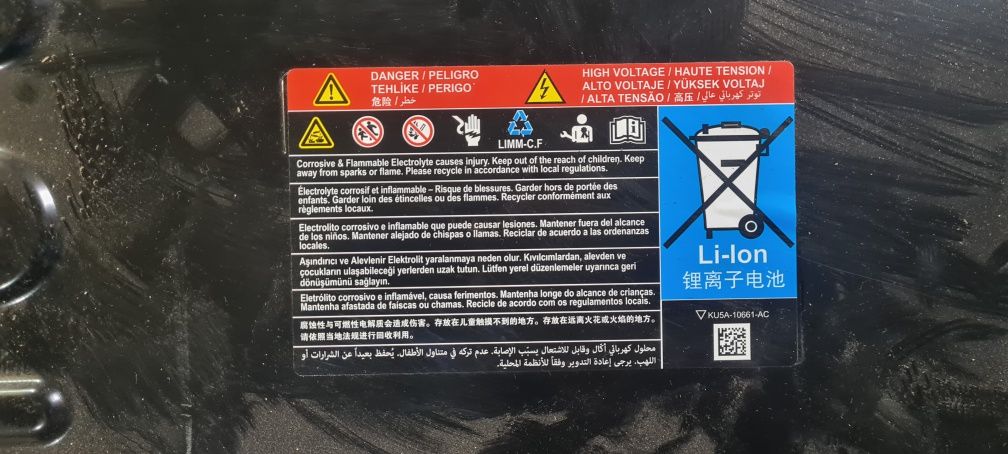 DANGER / PELIGRO
TEHLİKE / PERIGO
危险 / خطر
HIGH VOLTAGE / HAUTE TENSION /
ALTO VOLTAJE / YÜKSEK VOLTAJ
/ ALTA TENSÃO / 高压 / توتر كهربائي عالي
LIMM-C.F
Corrosive & Flammable Electrolyte causes injury. Keep out of the reach of children. Keep
away from sparks or flame. Please recycle in accordance with local regulations.
Électrolyte corrosif et inflammable – Risque de blessures. Garder hors de portée des
enfants. Garder loin des étincelles ou des flammes. Recycler conformément aux
règlements locaux.
Electrolito corrosivo e inflamable que puede causar lesiones. Mantener fuera del alcance
de los niños. Mantener alejado de chispas o llamas. Reciclar de acuerdo a las ordenanzas
locales.
Aşındırıcı ve Alevlenir Elektrolit yaralanmaya neden olur. Kıvılcımlardan, alevden ve
çocukların ulaşabileceği yerlerden uzak tutun. Lütfen yerel düzenlemeler uyarınca geri
dönüşümünü sağlayın.
Eletrólito corrosivo e inflamável, causa ferimentos. Mantenha longe do alcance de crianças.
Mantenha afastada de faíscas ou chamas. Recicle de acordo com os regulamentos locais.
腐蚀性与可燃性电解质会造成伤害。存放在儿童触摸不到的地方。存放在远离火花或火焰的地方。
请依照当地法规进行回收利用。
محلول كهربائي أكّال وقابل للاشتعال يسبّب الإصابة. عدم تركه في متناول الأطفال. يُحفظ بعيداً عن الشرارات أو
اللهب. يرجى إعادة التدوير وفقاً للأنظمة المحلية.
Li-Ion
锂离子电池
KU5A-10661-AC